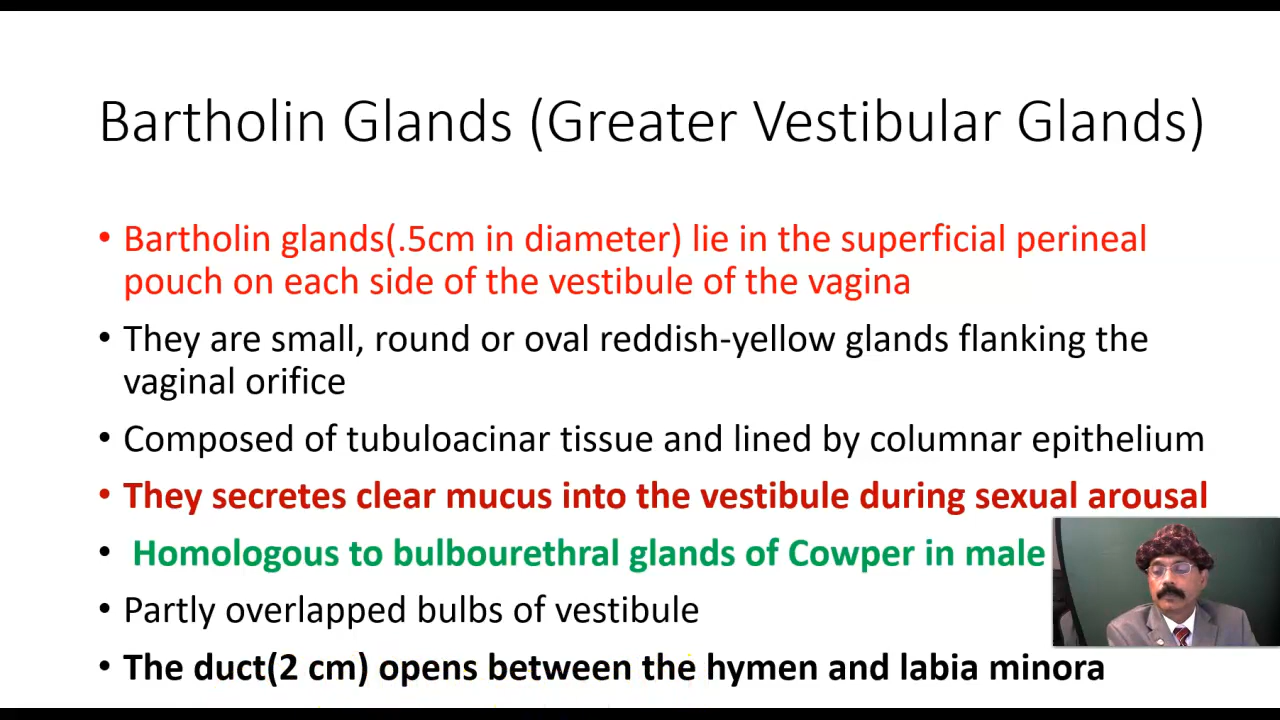 Bartholin Glands (Greater Vestibular Glands)
• Bartholin glands(.5cm in diameter) lie in the superficial perineal
pouch on each side of the vestibule of the vagina
• They are small, round or oval reddish-yellow glands flanking the
vaginal orifice
• Composed of tubuloacinar tissue and lined by columnar epithelium
• They secretes clear mucus into the vestibule during sexual arousal
• Homologous to bulbourethral glands of Cowper in male
• Partly overlapped bulbs of vestibule
• The duct(2 cm) opens between the hymen and labia minora